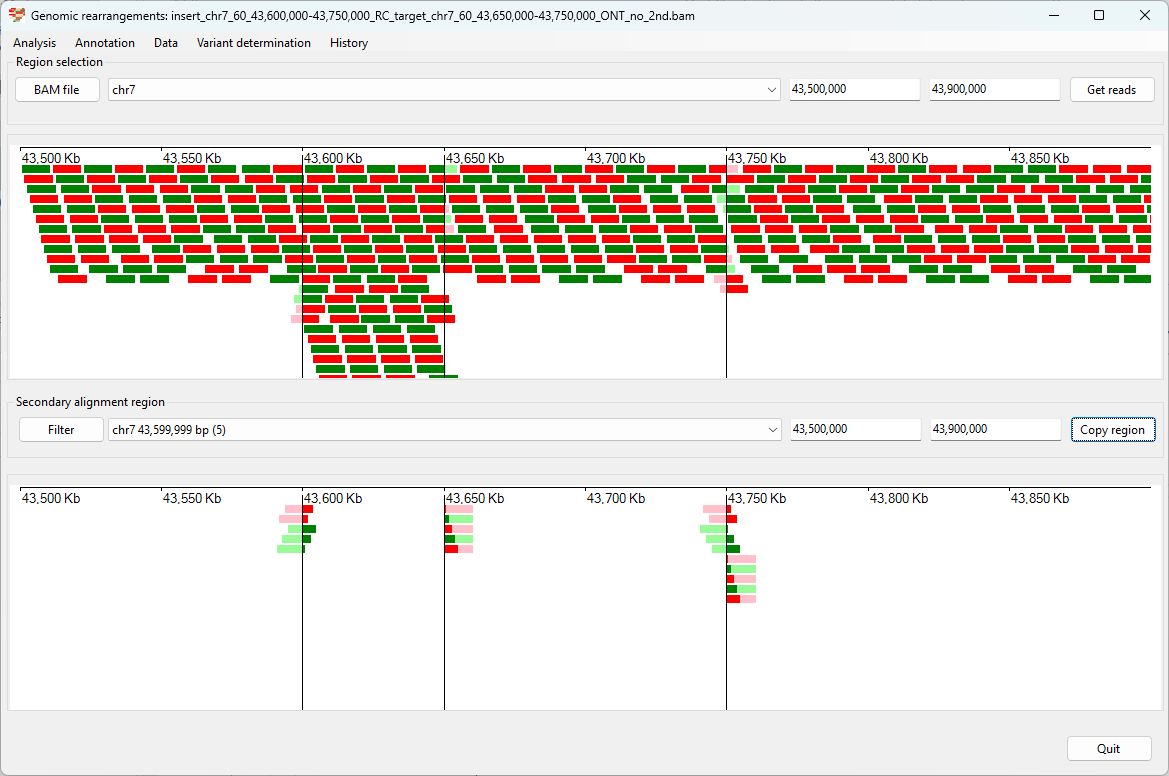 Genomic rearrangements: insert_chr7_60_43,600,000-43,750,000_RC_target_chr7_60_43,650,000-43,750,000_ONT_no_2nd.bam
Analysis Annotation Data Variant determination History
Region selection
BAM file chr7 43,500,000 43,900,000 Get reads
43,500 Kb 43,550 Kb 43,600 Kb 43,650 Kb 43,700 Kb 43,750 Kb 43,800 Kb 43,850 Kb
Secondary alignment region
Filter chr7 43,599,999 bp (5) 43,500,000 43,900,000 Copy region
43,500 Kb 43,550 Kb 43,600 Kb 43,650 Kb 43,700 Kb 43,750 Kb 43,800 Kb 43,850 Kb
Quit